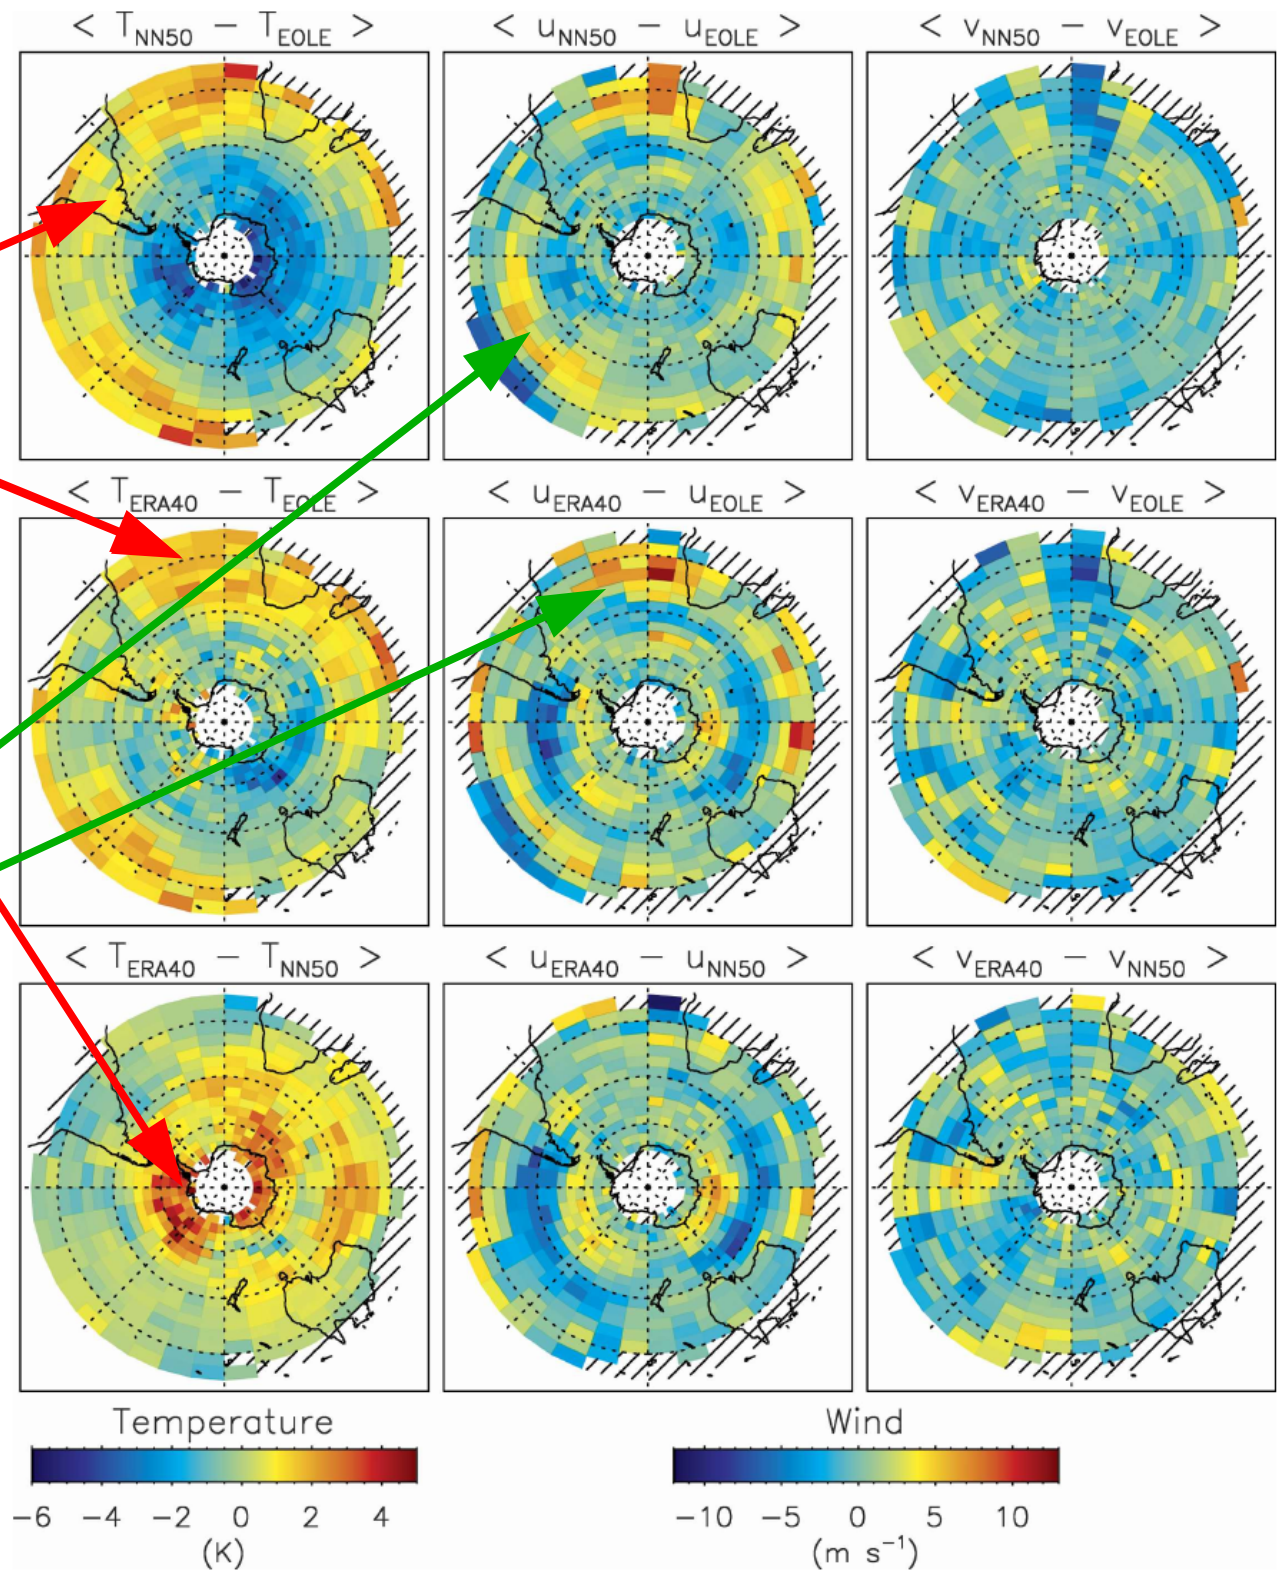 < T_NN50 − T_EOLE > < u_NN50 − u_EOLE > < v_NN50 − v_EOLE >
< T_ERA40 − T_EOLE > < u_ERA40 − u_EOLE > < v_ERA40 − v_EOLE >
< T_ERA40 − T_NN50 > < u_ERA40 − u_NN50 > < v_ERA40 − v_NN50 >
Temperature
−6 −4 −2 0 2 4
(K)
Wind
−10 −5 0 5 10
(m s⁻¹)